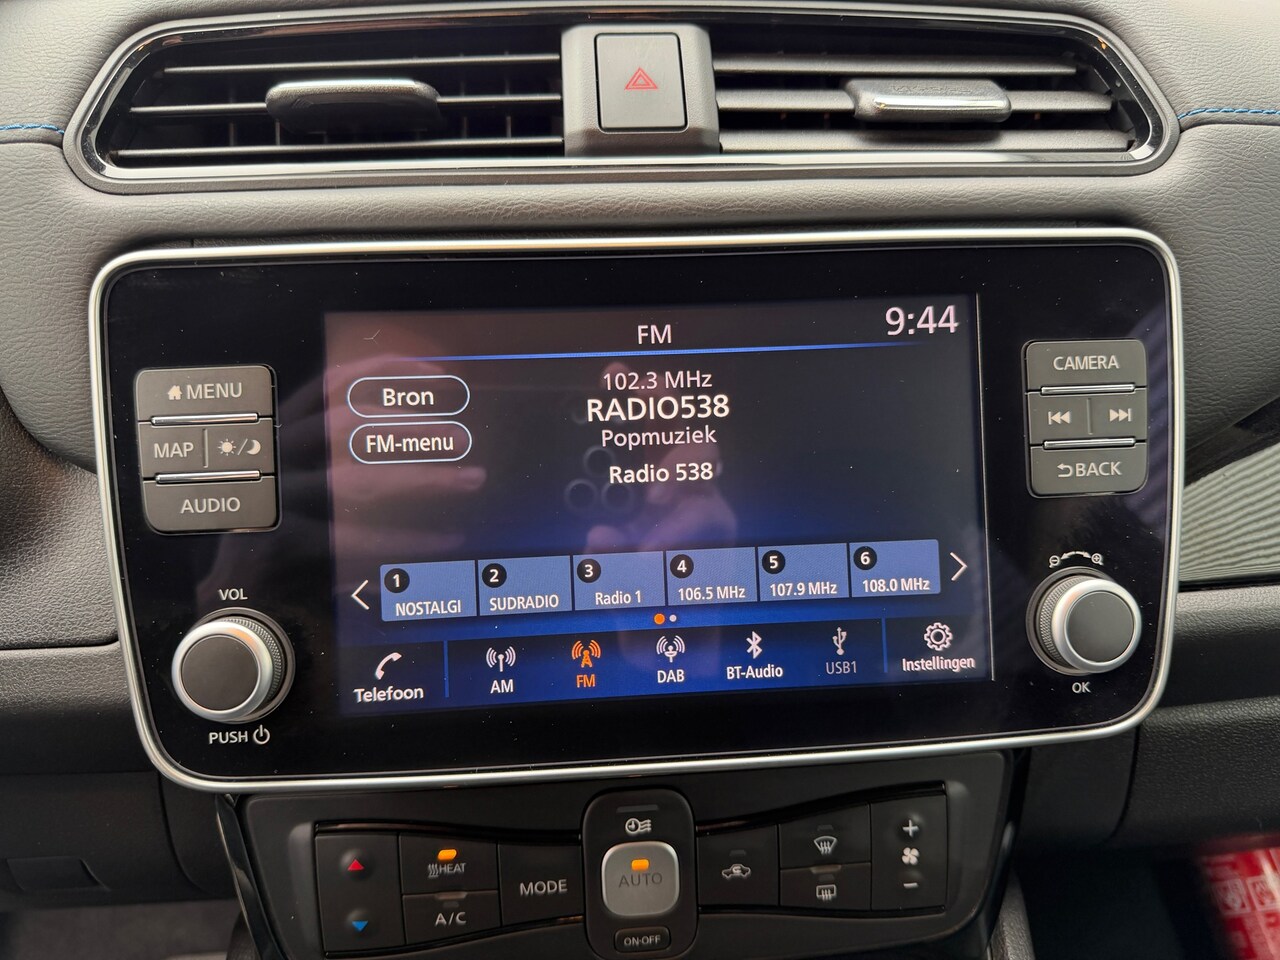 FM
9:44
Bron
FM-menu
102.3 MHz
RADIO538
Popmuziek
Radio 538
1 NOSTALGI
2 SUDRADIO
3 Radio 1
4 106.5 MHz
5 107.9 MHz
6 108.0 MHz
Telefoon
AM
FM
DAB
BT-Audio
USB1
Instellingen
MENU
MAP
AUDIO
VOL
PUSH
CAMERA
BACK
OK
HEAT
A/C
MODE
AUTO
ON·OFF
+
−